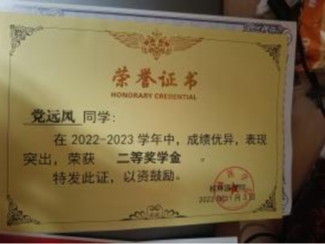 荣誉证书
HONORARY CREDENTIAL
党远风 同学：
在 2022-2023 学年中，成绩优异，表现
突出，荣获 二等奖学金 。
特发此证，以资鼓励。